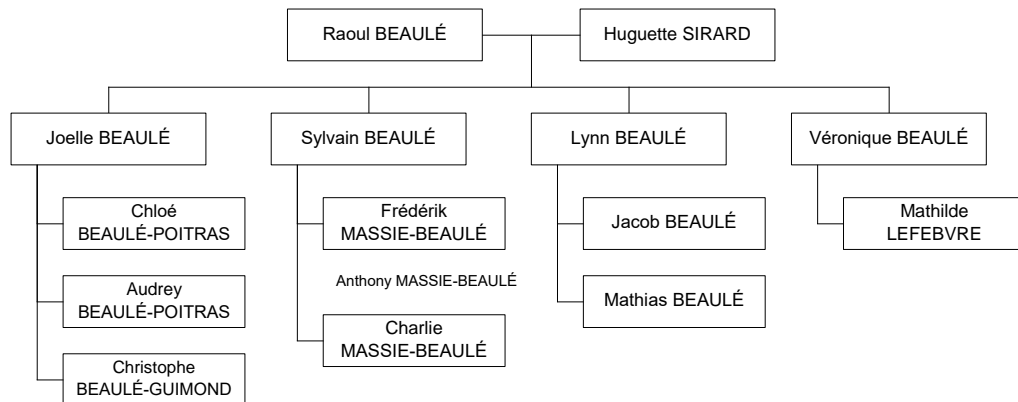 Raoul BEAULÉ
Huguette SIRARD
Joelle BEAULÉ
Sylvain BEAULÉ
Lynn BEAULÉ
Véronique BEAULÉ
Chloé
BEAULÉ-POITRAS
Audrey
BEAULÉ-POITRAS
Christophe
BEAULÉ-GUIMOND
Frédérik
MASSIE-BEAULÉ
Anthony MASSIE-BEAULÉ
Charlie
MASSIE-BEAULÉ
Jacob BEAULÉ
Mathias BEAULÉ
Mathilde
LEFEBVRE